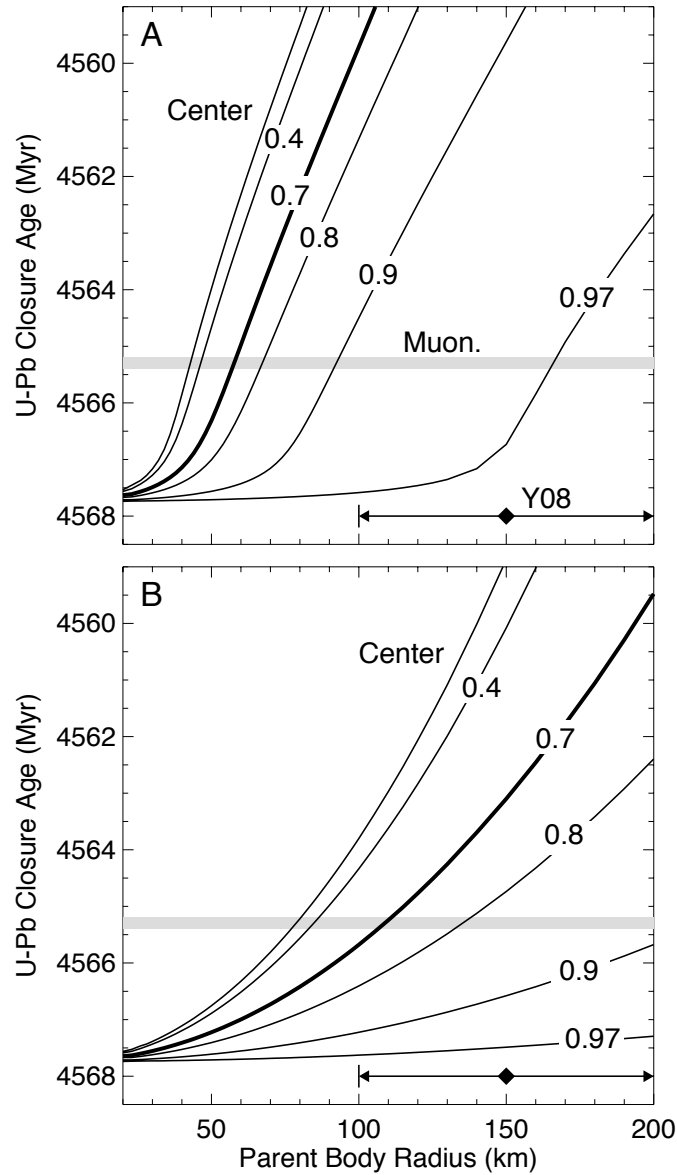 A
4560
Center
0.4
4562
0.7
0.8
0.9
4564
0.97
Muon.
4566
Y08
4568
U-Pb Closure Age (Myr)
B
4560
Center
0.4
4562
0.7
0.8
4564
4566
0.9
0.97
4568
U-Pb Closure Age (Myr)
50
100
150
200
Parent Body Radius (km)